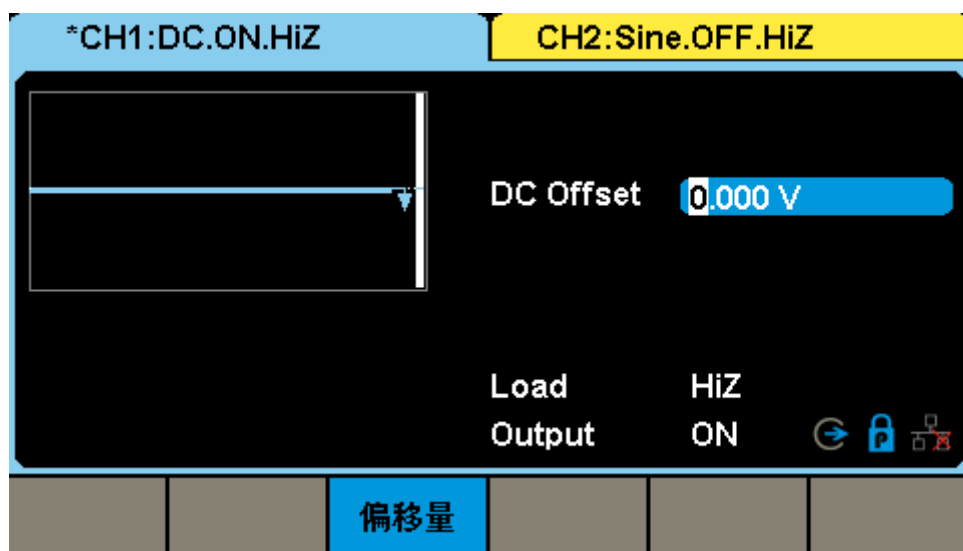 *CH1:DC.ON.HiZ
CH2:Sine.OFF.HiZ
DC Offset 0.000 V
Load HiZ
Output ON
偏移量